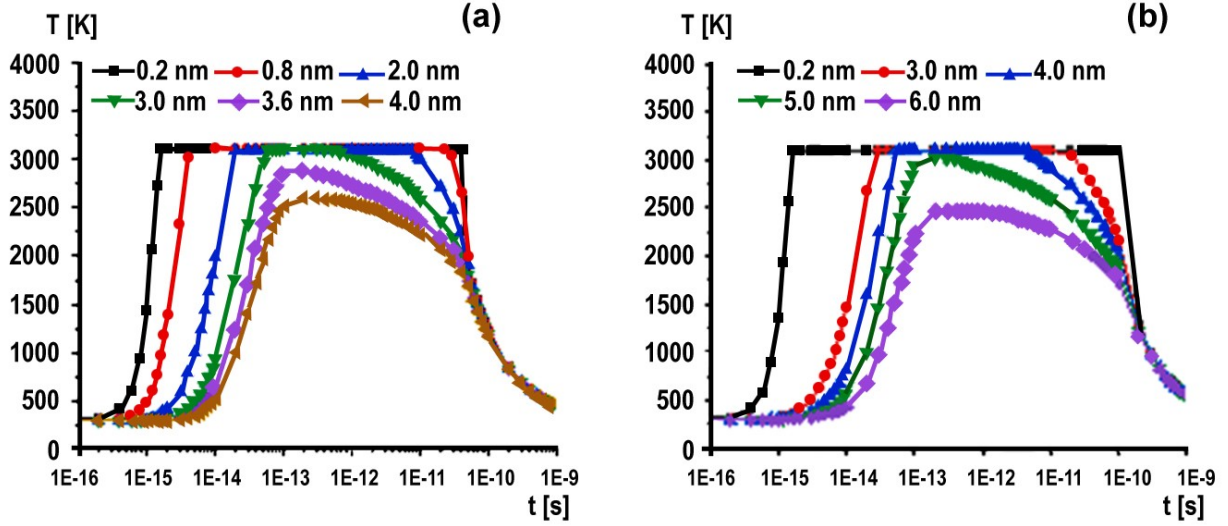 (a)
T [K]
4000
3500
3000
2500
2000
1500
1000
500
0
0.2 nm 0.8 nm 2.0 nm
3.0 nm 3.6 nm 4.0 nm
1E-16 1E-15 1E-14 1E-13 1E-12 1E-11 1E-10 1E-9
t [s]
(b)
T [K]
4000
3500
3000
2500
2000
1500
1000
500
0
0.2 nm 3.0 nm 4.0 nm
5.0 nm 6.0 nm
1E-16 1E-15 1E-14 1E-13 1E-12 1E-11 1E-10 1E-9
t [s]